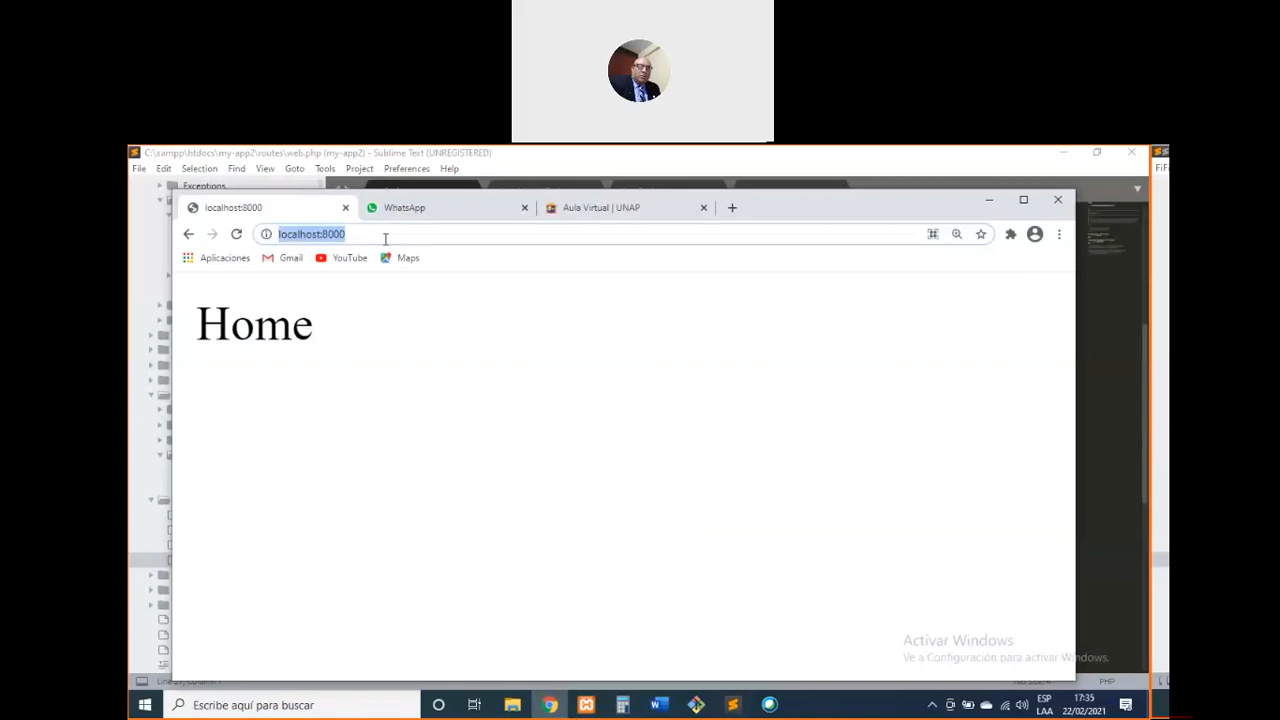 C:\xampp\htdocs\my-app2\routes\web.php (my-app2) - Sublime Text (UNREGISTERED)
File Edit Selection Find View Goto Tools Project Preferences Help
Exceptions
localhost:8000 WhatsApp Aula Virtual | UNAP
localhost:8000
Aplicaciones Gmail YouTube Maps
Home
Activar Windows
Ve a Configuración para activar Windows.
PHP
Escribe aquí para buscar
ESP 17:35
LAA 22/02/2021